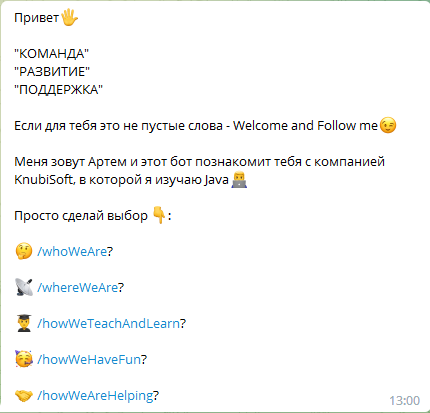 Привет🖐
"КОМАНДА"
"РАЗВИТИЕ"
"ПОДДЕРЖКА"
Если для тебя это не пустые слова - Welcome and Follow me😉
Меня зовут Артем и этот бот познакомит тебя с компанией
KnubiSoft, в которой я изучаю Java👨‍💻
Просто сделай выбор 👇:
🤔 /whoWeAre?
📡 /whereWeAre?
👨‍🎓 /howWeTeachAndLearn?
🥳 /howWeHaveFun?
🤝 /howWeAreHelping?
13:00